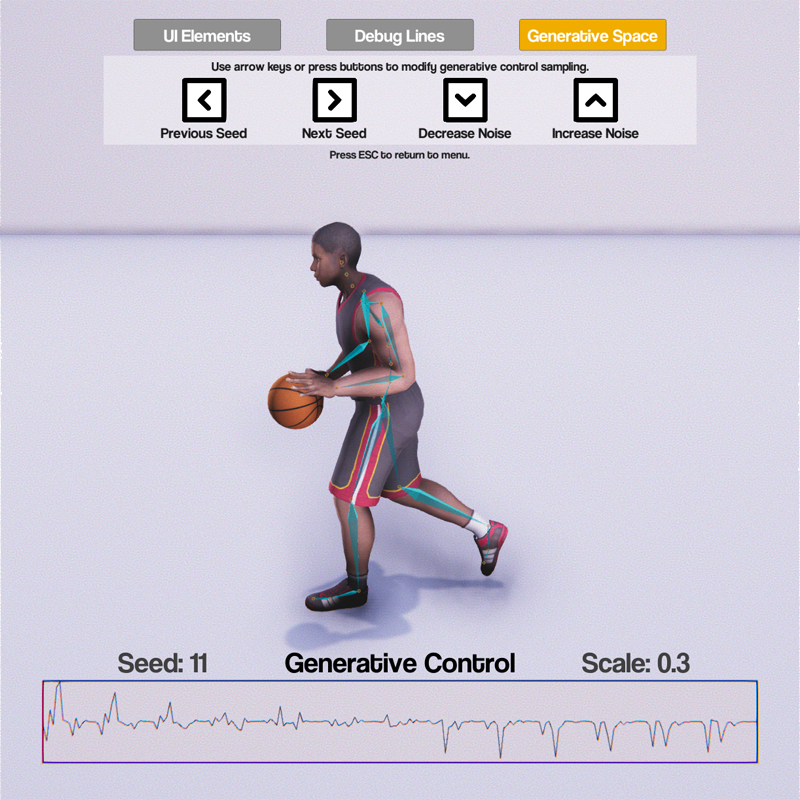 UI Elements
Debug Lines
Generative Space
Use arrow keys or press buttons to modify generative control sampling.
Previous Seed
Next Seed
Decrease Noise
Increase Noise
Press ESC to return to menu.
Seed: 11
Generative Control
Scale: 0.3